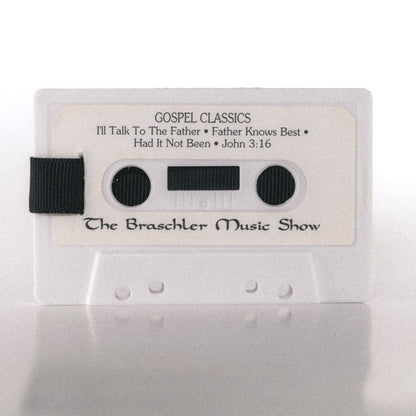 GOSPEL CLASSICS
I'll Talk To The Father • Father Knows Best •
Had It Not Been • John 3:16
The Braschler Music Show